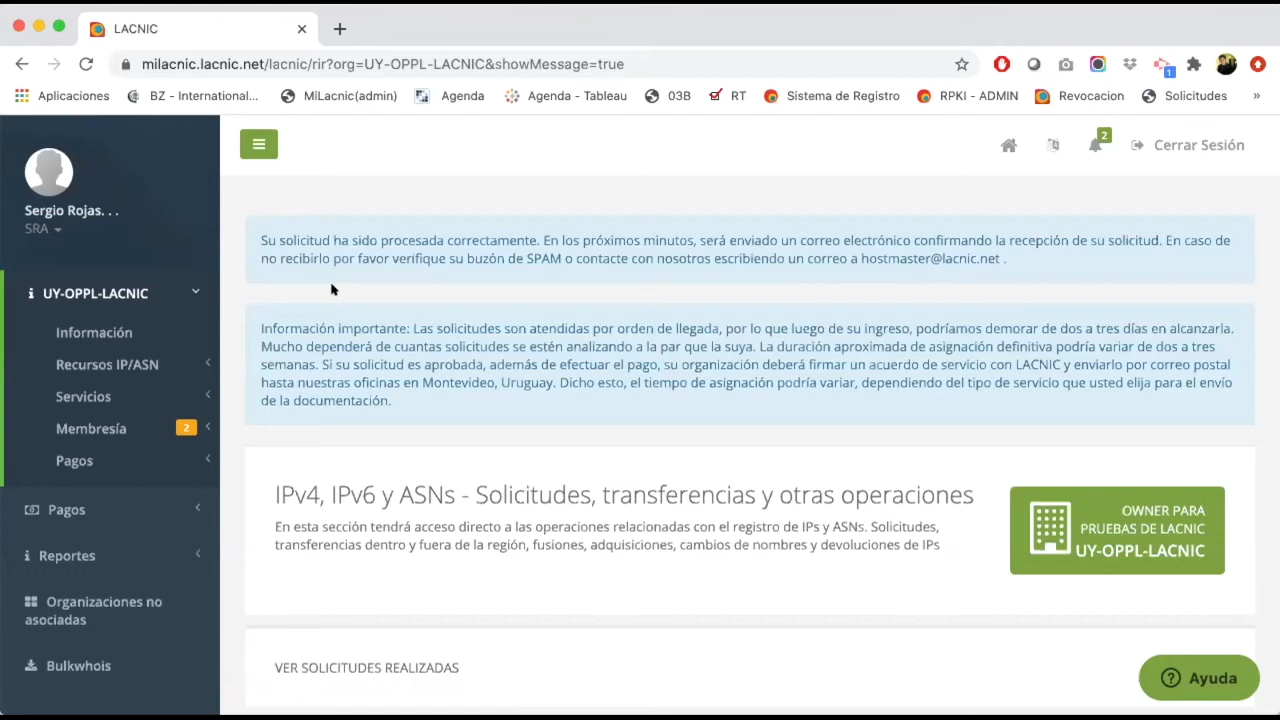 LACNIC
milacnic.lacnic.net/lacnic/rir?org=UY-OPPL-LACNIC&showMessage=true
1
Aplicaciones
BZ - International...
MiLacnic(admin)
Agenda
Agenda - Tableau
03B
RT
Sistema de Registro
RPKI - ADMIN
Revocacion
Solicitudes
»
2
Cerrar Sesión
Sergio Rojas. . .
SRA
UY-OPPL-LACNIC
Información
Recursos IP/ASN
Servicios
Membresía 2
Pagos
Pagos
Reportes
Organizaciones no
asociadas
Bulkwhois
Su solicitud ha sido procesada correctamente. En los próximos minutos, será enviado un correo electrónico confirmando la recepción de su solicitud. En caso de
no recibirlo por favor verifique su buzón de SPAM o contacte con nosotros escribiendo un correo a hostmaster@lacnic.net .
Información importante: Las solicitudes son atendidas por orden de llegada, por lo que luego de su ingreso, podríamos demorar de dos a tres días en alcanzarla.
Mucho dependerá de cuantas solicitudes se estén analizando a la par que la suya. La duración aproximada de asignación definitiva podría variar de dos a tres
semanas. Si su solicitud es aprobada, además de efectuar el pago, su organización deberá firmar un acuerdo de servicio con LACNIC y enviarlo por correo postal
hasta nuestras oficinas en Montevideo, Uruguay. Dicho esto, el tiempo de asignación podría variar, dependiendo del tipo de servicio que usted elija para el envío
de la documentación.
IPv4, IPv6 y ASNs - Solicitudes, transferencias y otras operaciones
En esta sección tendrá acceso directo a las operaciones relacionadas con el registro de IPs y ASNs. Solicitudes,
transferencias dentro y fuera de la región, fusiones, adquisiciones, cambios de nombres y devoluciones de IPs
OWNER PARA
PRUEBAS DE LACNIC
UY-OPPL-LACNIC
VER SOLICITUDES REALIZADAS
Ayuda